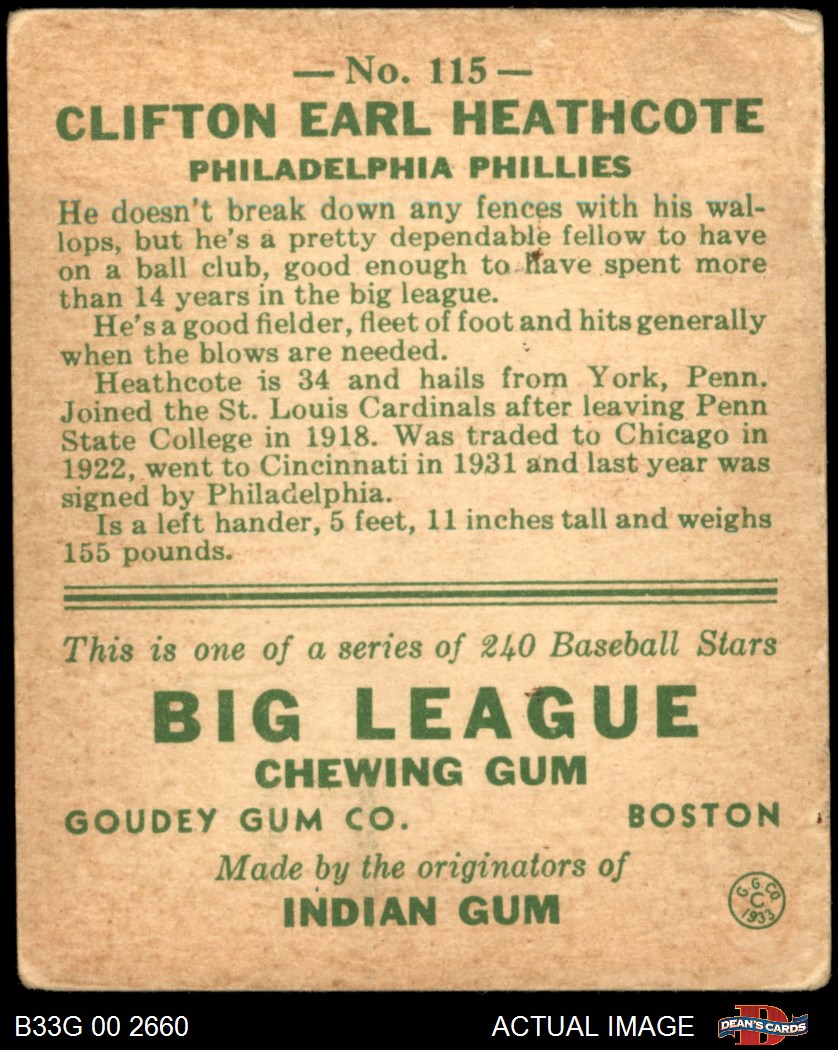 — No. 115 —
CLIFTON EARL HEATHCOTE
PHILADELPHIA PHILLIES
He doesn't break down any fences with his wal-
lops, but he's a pretty dependable fellow to have
on a ball club, good enough to have spent more
than 14 years in the big league.
He's a good fielder, fleet of foot and hits generally
when the blows are needed.
Heathcote is 34 and hails from York, Penn.
Joined the St. Louis Cardinals after leaving Penn
State College in 1918. Was traded to Chicago in
1922, went to Cincinnati in 1931 and last year was
signed by Philadelphia.
Is a left hander, 5 feet, 11 inches tall and weighs
155 pounds.
This is one of a series of 240 Baseball Stars
BIG LEAGUE
CHEWING GUM
GOUDEY GUM CO. BOSTON
Made by the originators of
INDIAN GUM
G. G. CO.
C
1933
B33G 00 2660 ACTUAL IMAGE D DEAN'S CARDS